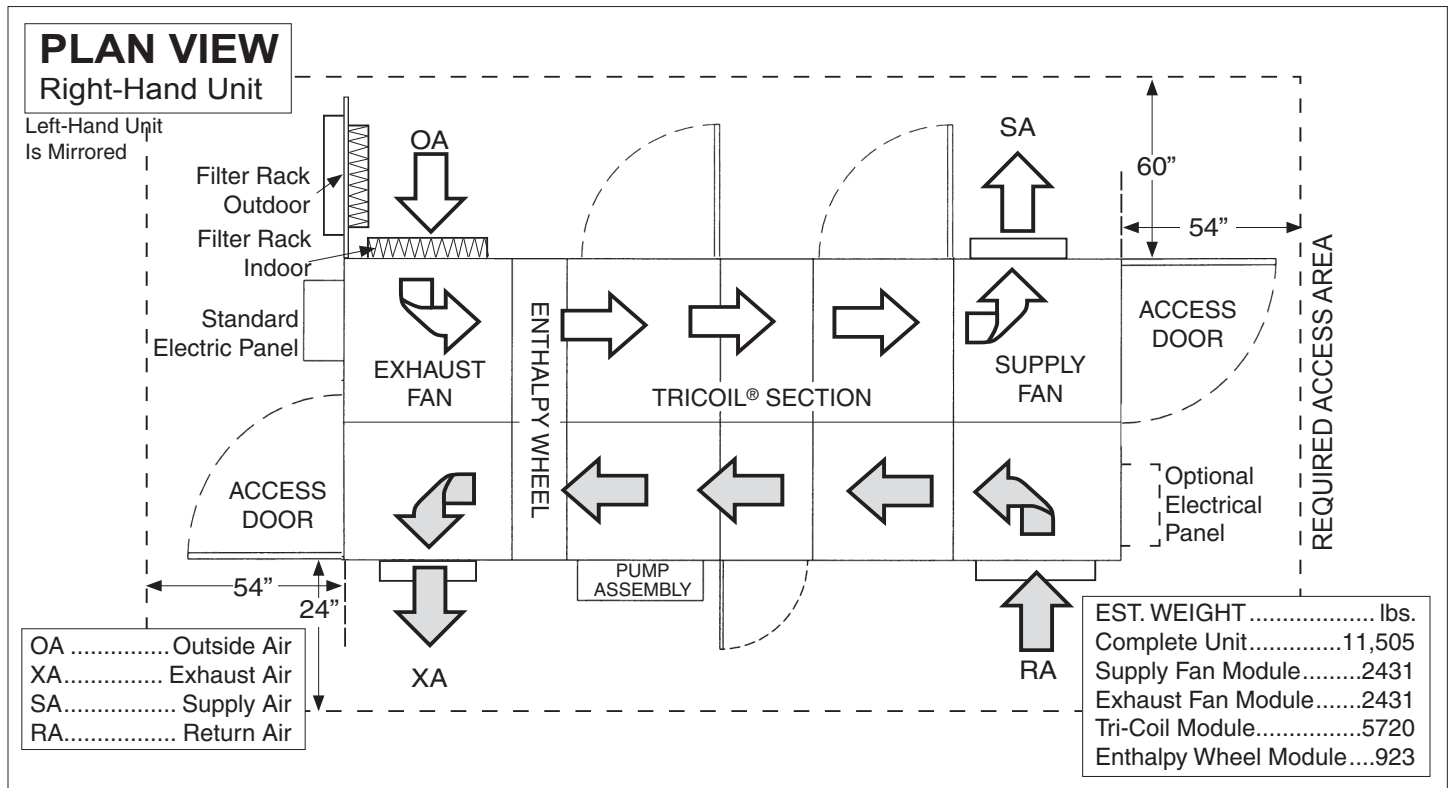 PLAN VIEW
Right-Hand Unit
Left-Hand Unit
Is Mirrored
Filter Rack
Outdoor
Filter Rack
Indoor
Standard
Electric Panel
OA
SA
60”
54”
REQUIRED ACCESS AREA
ACCESS
DOOR
EXHAUST
FAN
ENTHALPY WHEEL
TRICOIL® SECTION
SUPPLY
FAN
ACCESS
DOOR
Optional
Electrical
Panel
PUMP
ASSEMBLY
54”
24”
XA
RA
OA ............... Outside Air
XA................ Exhaust Air
SA ................. Supply Air
RA................. Return Air
EST. WEIGHT ................... lbs.
Complete Unit..............11,505
Supply Fan Module.........2431
Exhaust Fan Module.......2431
Tri-Coil Module................5720
Enthalpy Wheel Module....923